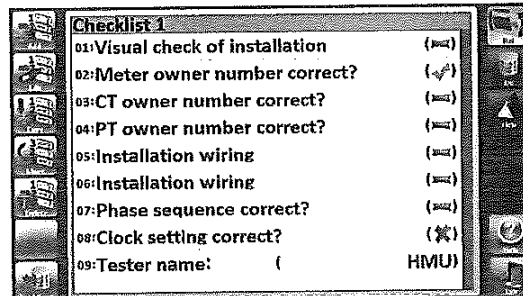 Checklist 1
01:Visual check of installation (▬)
02:Meter owner number correct? (✓)
03:CT owner number correct? (▬)
04:PT owner number correct? (▬)
05:Installation wiring (▬)
06:Installation wiring (▬)
07:Phase sequence correct? (▬)
08:Clock setting correct? (✗)
09:Tester name: ( HMU)